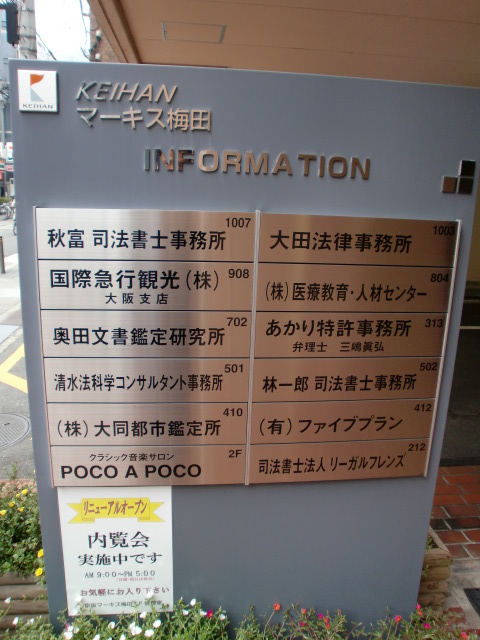 KEIHAN
KEIHAN
マーキス梅田
INFORMATION
秋富 司法書士事務所 1007
国際急行観光(株) 908
大阪支店
奥田文書鑑定研究所 702
清水法科学コンサルタント事務所 501
(株)大同都市鑑定所 410
クラシック音楽サロン 2F
POCO A POCO
大田法律事務所 1003
(株)医療教育・人材センター 804
あかり特許事務所 313
弁理士 三嶋眞弘
林一郎 司法書士事務所 502
(有)ファイブプラン 412
司法書士法人 リーガルフレンズ 212
リニューアルオープン
内覧会
実施中です
AM 9:00~PM 5:00
お気軽にお入り下さい
京阪マーキス梅田